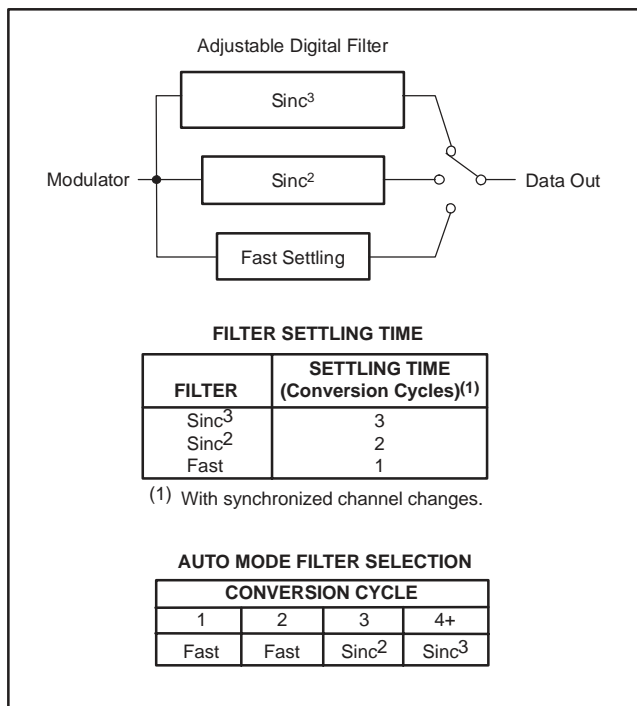 Adjustable Digital Filter
Sinc³
Modulator
Sinc²
Data Out
Fast Settling
FILTER SETTLING TIME
FILTER
SETTLING TIME
(Conversion Cycles)(1)
Sinc³ 3
Sinc² 2
Fast 1
(1) With synchronized channel changes.
AUTO MODE FILTER SELECTION
CONVERSION CYCLE
1 2 3 4+
Fast Fast Sinc² Sinc³